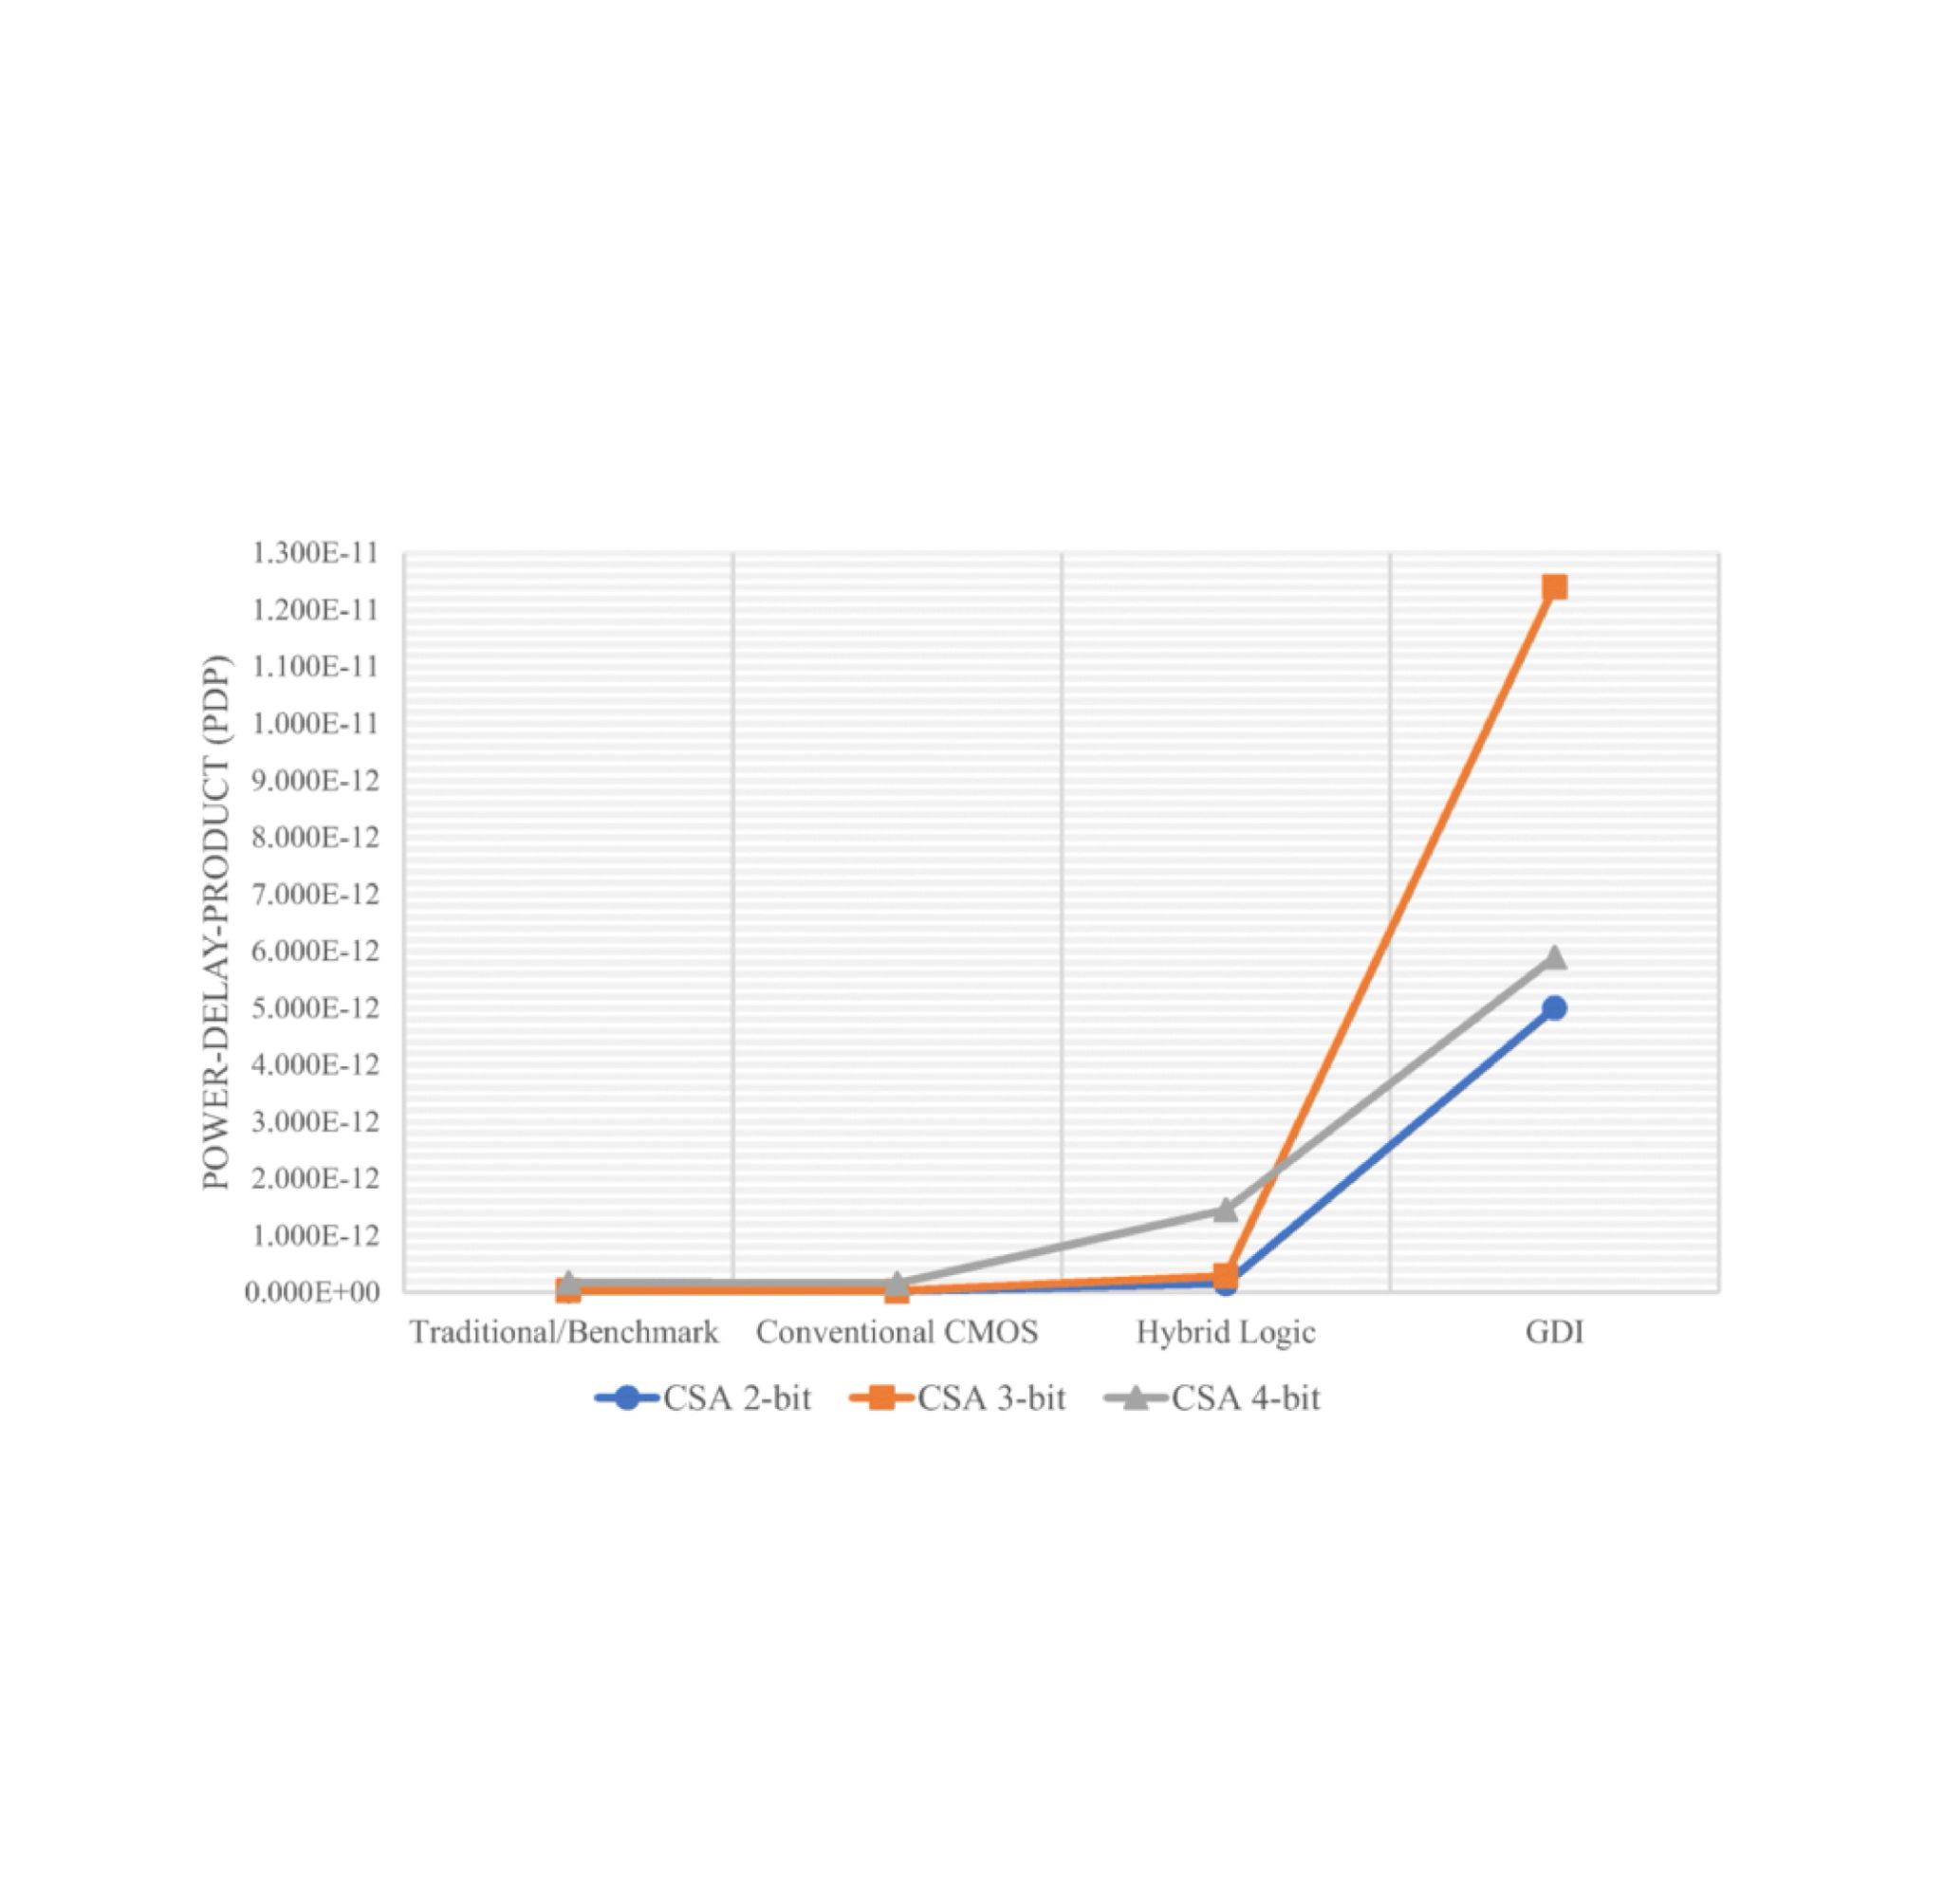 POWER-DELAY-PRODUCT (PDP)
1.300E-11
1.200E-11
1.100E-11
1.000E-11
9.000E-12
8.000E-12
7.000E-12
6.000E-12
5.000E-12
4.000E-12
3.000E-12
2.000E-12
1.000E-12
0.000E+00
Traditional/Benchmark Conventional CMOS Hybrid Logic GDI
CSA 2-bit CSA 3-bit CSA 4-bit